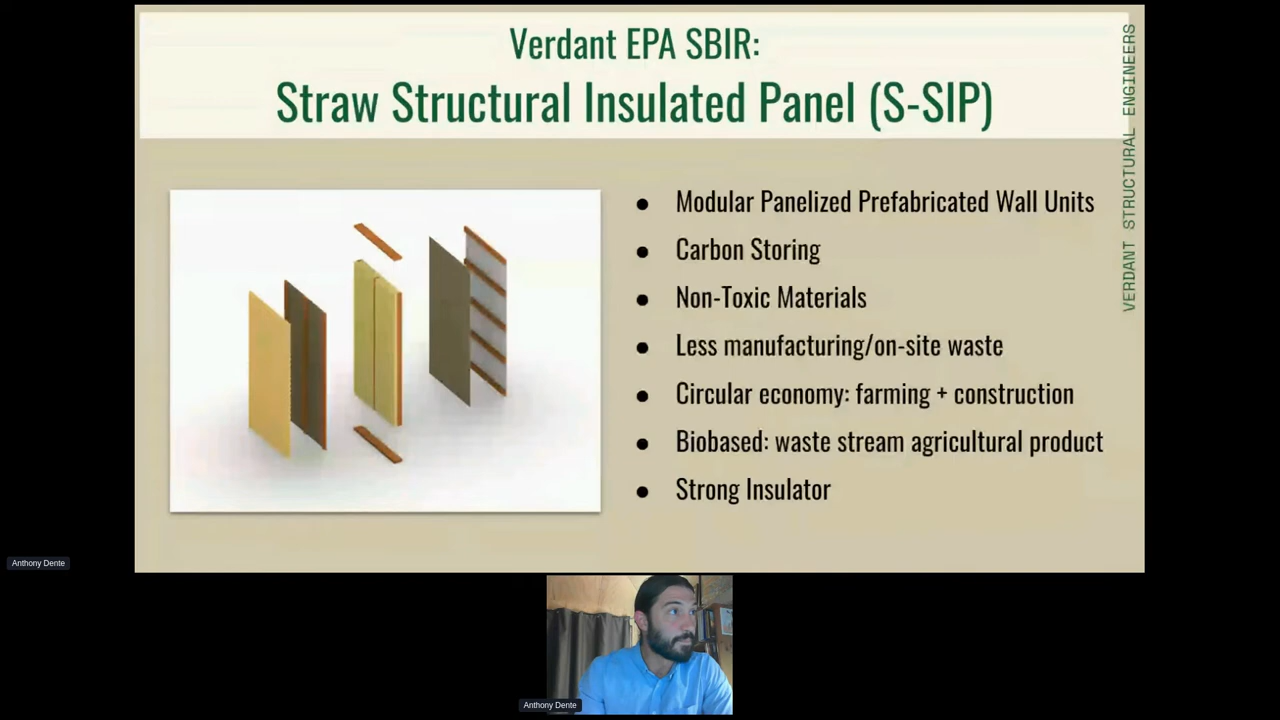 Verdant EPA SBIR:
Straw Structural Insulated Panel (S-SIP)
VERDANT STRUCTURAL ENGINEERS
● Modular Panelized Prefabricated Wall Units
● Carbon Storing
● Non-Toxic Materials
● Less manufacturing/on-site waste
● Circular economy: farming + construction
● Biobased: waste stream agricultural product
● Strong Insulator
Anthony Dente
Anthony Dente